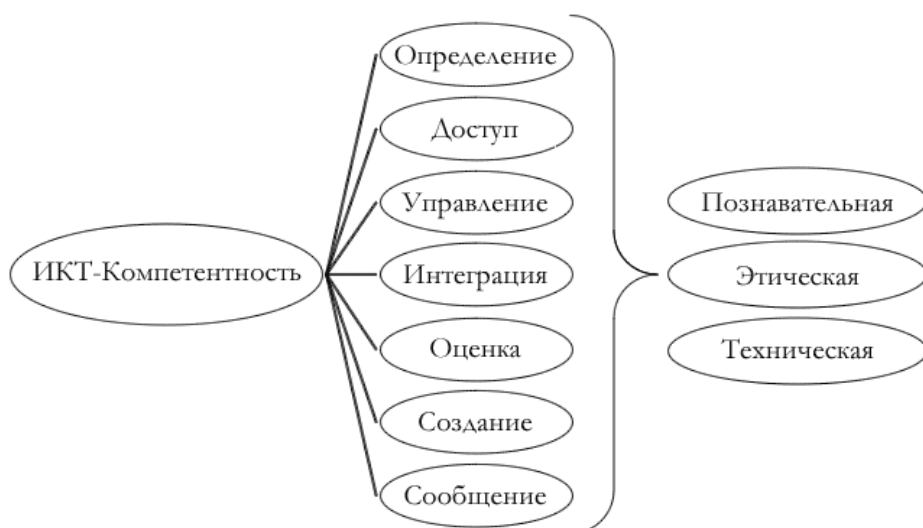 ИКТ-Компетентность
Определение
Доступ
Управление
Интеграция
Оценка
Создание
Сообщение
Познавательная
Этическая
Техническая